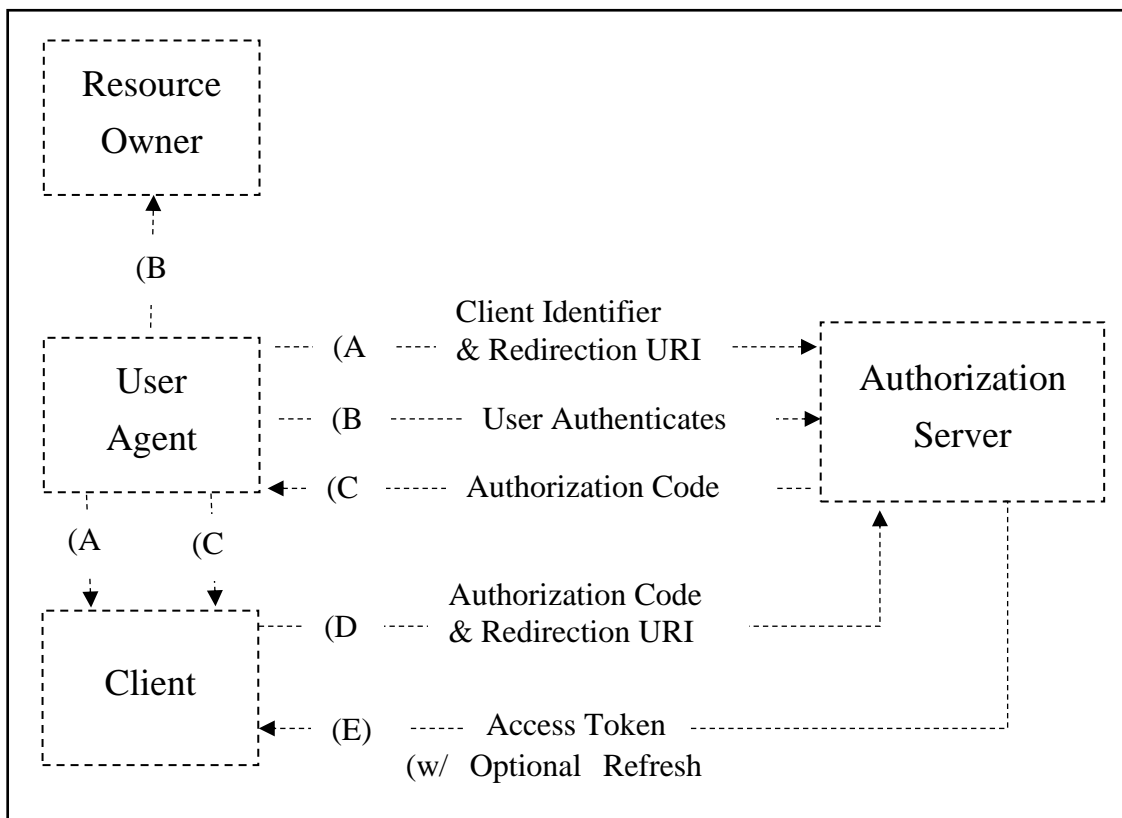 Resource
Owner
(B
Client Identifier
(A & Redirection URI
User
Agent
Authorization
Server
(B User Authenticates
(C Authorization Code
(A (C
Authorization Code
(D & Redirection URI
Client
(E) Access Token
(w/ Optional Refresh